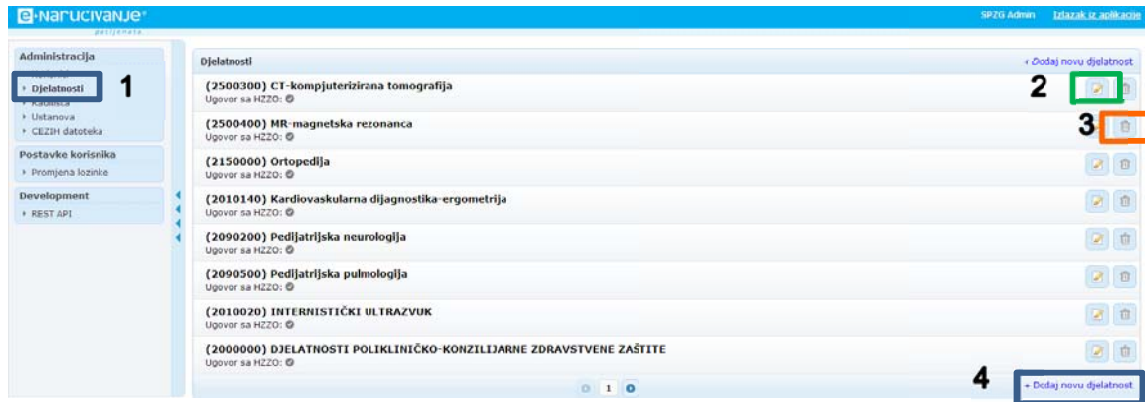 e-Narucivanje®
pacijenata
SPZG Admin
Izlazak iz aplikacije
Administracija
Djelatnosti
1
Ustanova
CEZIH datoteka
Postavke korisnika
Promjena lozinke
Development
REST API
Djelatnosti
+ Dodaj novu djelatnost
(2500300) CT-kompjuterizirana tomografija
2
Ugovor sa HZZO:
(2500400) MR-magnetska rezonanca
3
Ugovor sa HZZO:
(2150000) Ortopedija
Ugovor sa HZZO:
(2010140) Kardiovaskularna dijagnostika-ergometrija
Ugovor sa HZZO:
(2090200) Pedijatrijska neurologija
Ugovor sa HZZO:
(2090500) Pedijatrijska pulmologija
Ugovor sa HZZO:
(2010020) INTERNISTIČKI ULTRAZVUK
Ugovor sa HZZO:
(2000000) DJELATNOSTI POLIKLINIČKO-KONZILIJARNE ZDRAVSTVENE ZAŠTITE
Ugovor sa HZZO:
1
4
+ Dodaj novu djelatnost